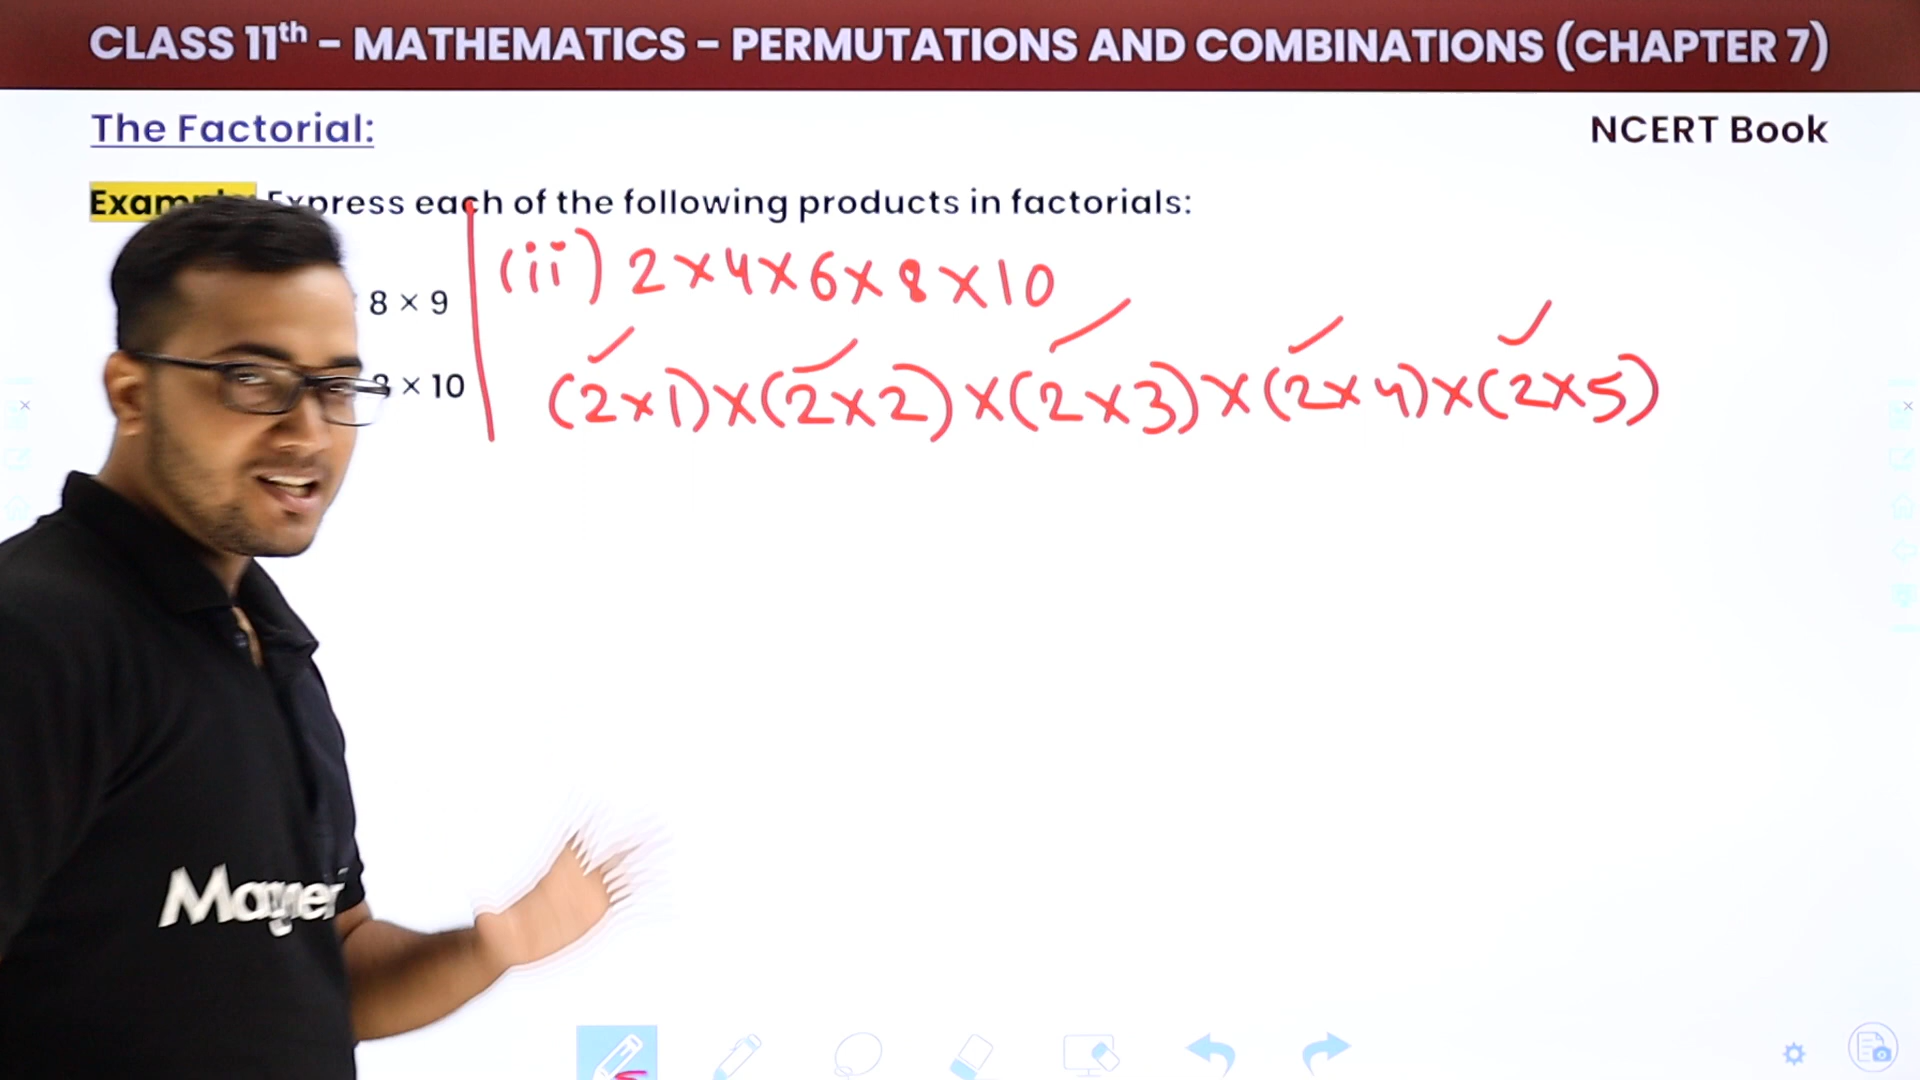 CLASS 11th – MATHEMATICS – PERMUTATIONS AND COMBINATIONS (CHAPTER 7)
The Factorial: NCERT Book
Express each of the following products in factorials:
(ii) 2×4×6×8×10
8 × 9
× 10
(2×1)×(2×2)×(2×3)×(2×4)×(2×5)